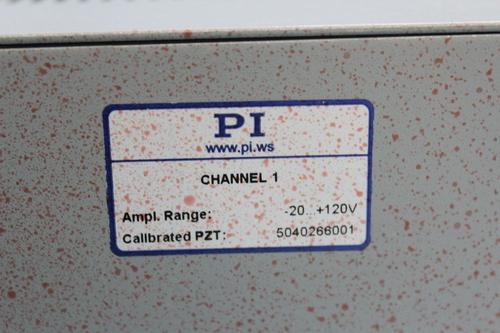 PI
www.pi.ws
CHANNEL 1
Ampl. Range: -20...+120V
Calibrated PZT: 5040266001